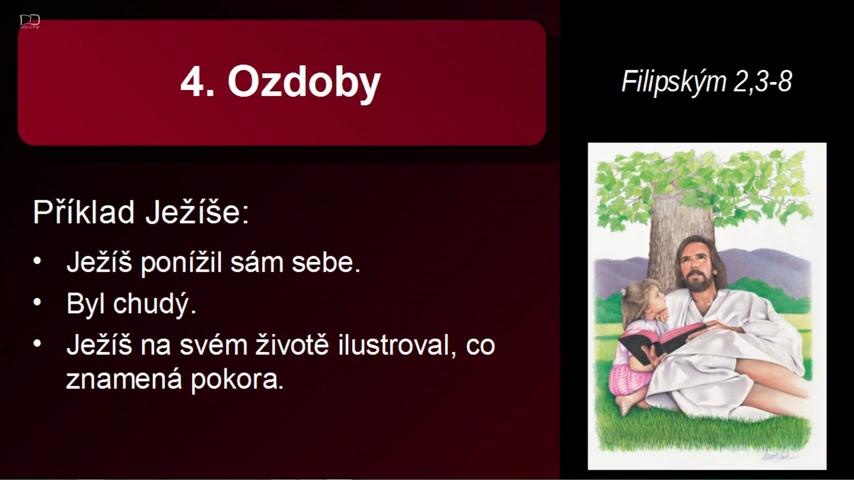 4. Ozdoby
Filipským 2,3-8
Příklad Ježíše:
• Ježíš ponížil sám sebe.
• Byl chudý.
• Ježíš na svém životě ilustroval, co
znamená pokora.